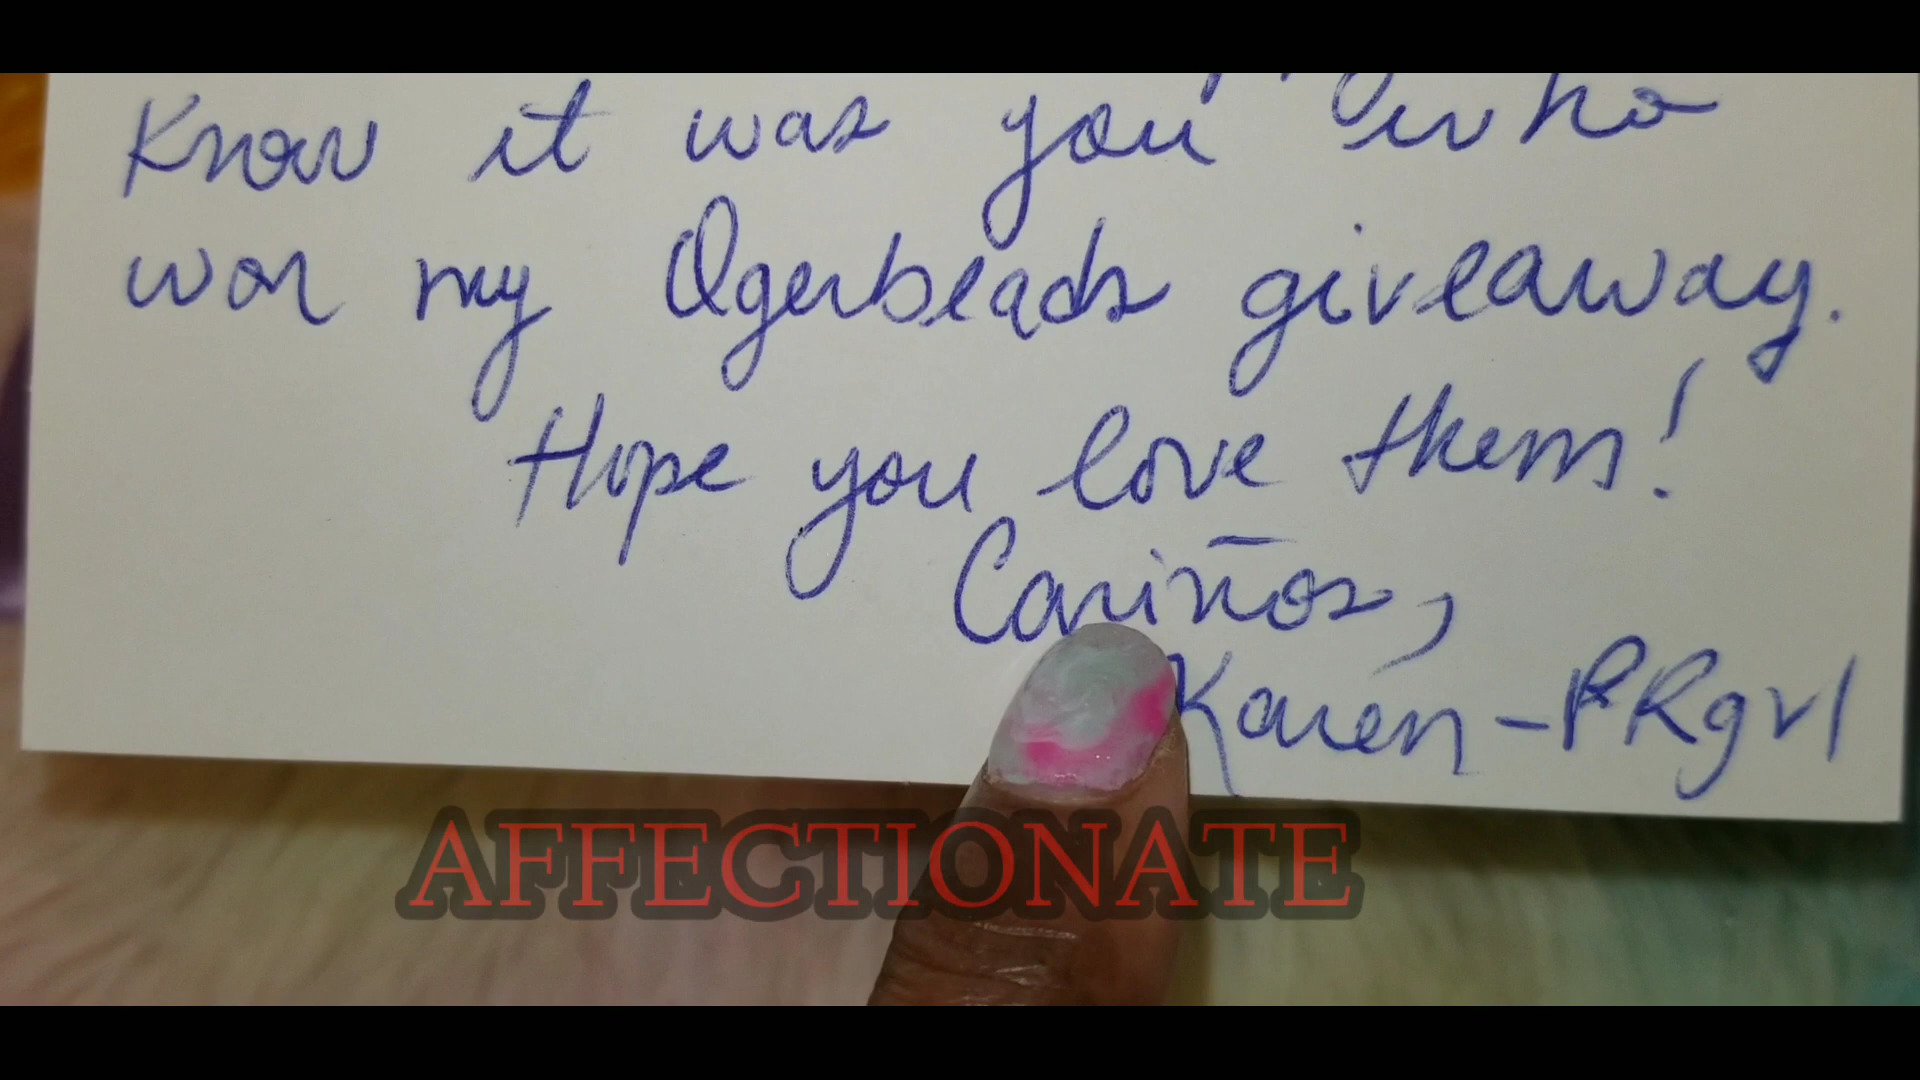 Know it was you who
won my Ogerbeads giveaway.
Hope you love them!
Cariños,
Karen-PRgrl
AFFECTIONATE